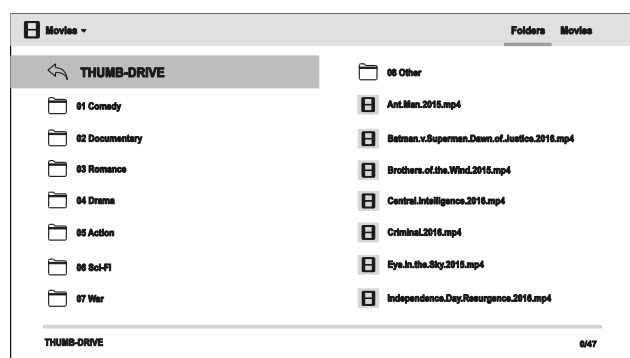 Movies
Folders Movies
THUMB-DRIVE
01 Comedy
02 Documentary
03 Romance
04 Drama
05 Action
06 Sci-Fi
07 War
08 Other
Ant.Man.2015.mp4
Batman.v.Superman.Dawn.of.Justice.2016.mp4
Brothers.of.the.Wind.2015.mp4
Central.Intelligence.2016.mp4
Criminal.2016.mp4
Eye.in.the.Sky.2015.mp4
Independence.Day.Resurgence.2016.mp4
THUMB-DRIVE
0/47